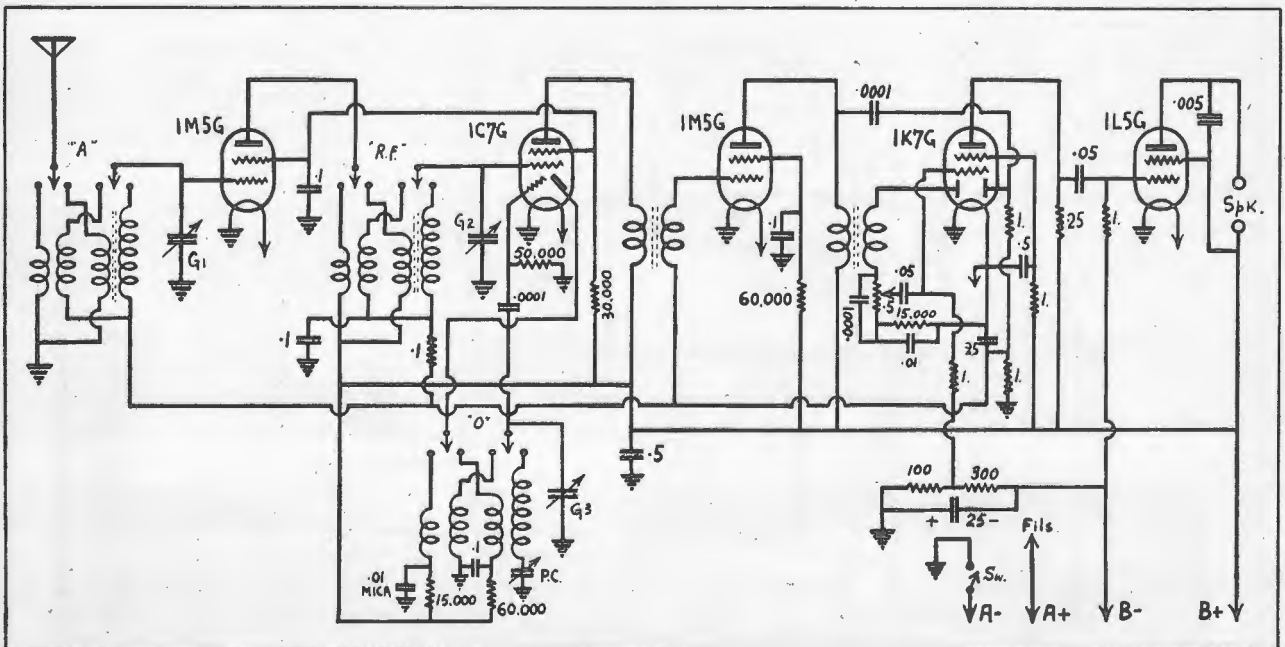 "A"
G1
1M5G
.1
"R.F."
.1
.1
G2
1C7G
50,000
.0001
30,000
"O"
.01
MICA
15.000
.1
60.000
P.C.
G3
.5
1M5G
.1
60,000
.0001
.0001
.5
.05
15.000
.01
1K7G
1.
.5
1.
.25
1.
1.
25
.05
1.
1L5G
.005
Spk.
100
300
+ 25 -
Fils
Sw.
A-
A+
B-
B+